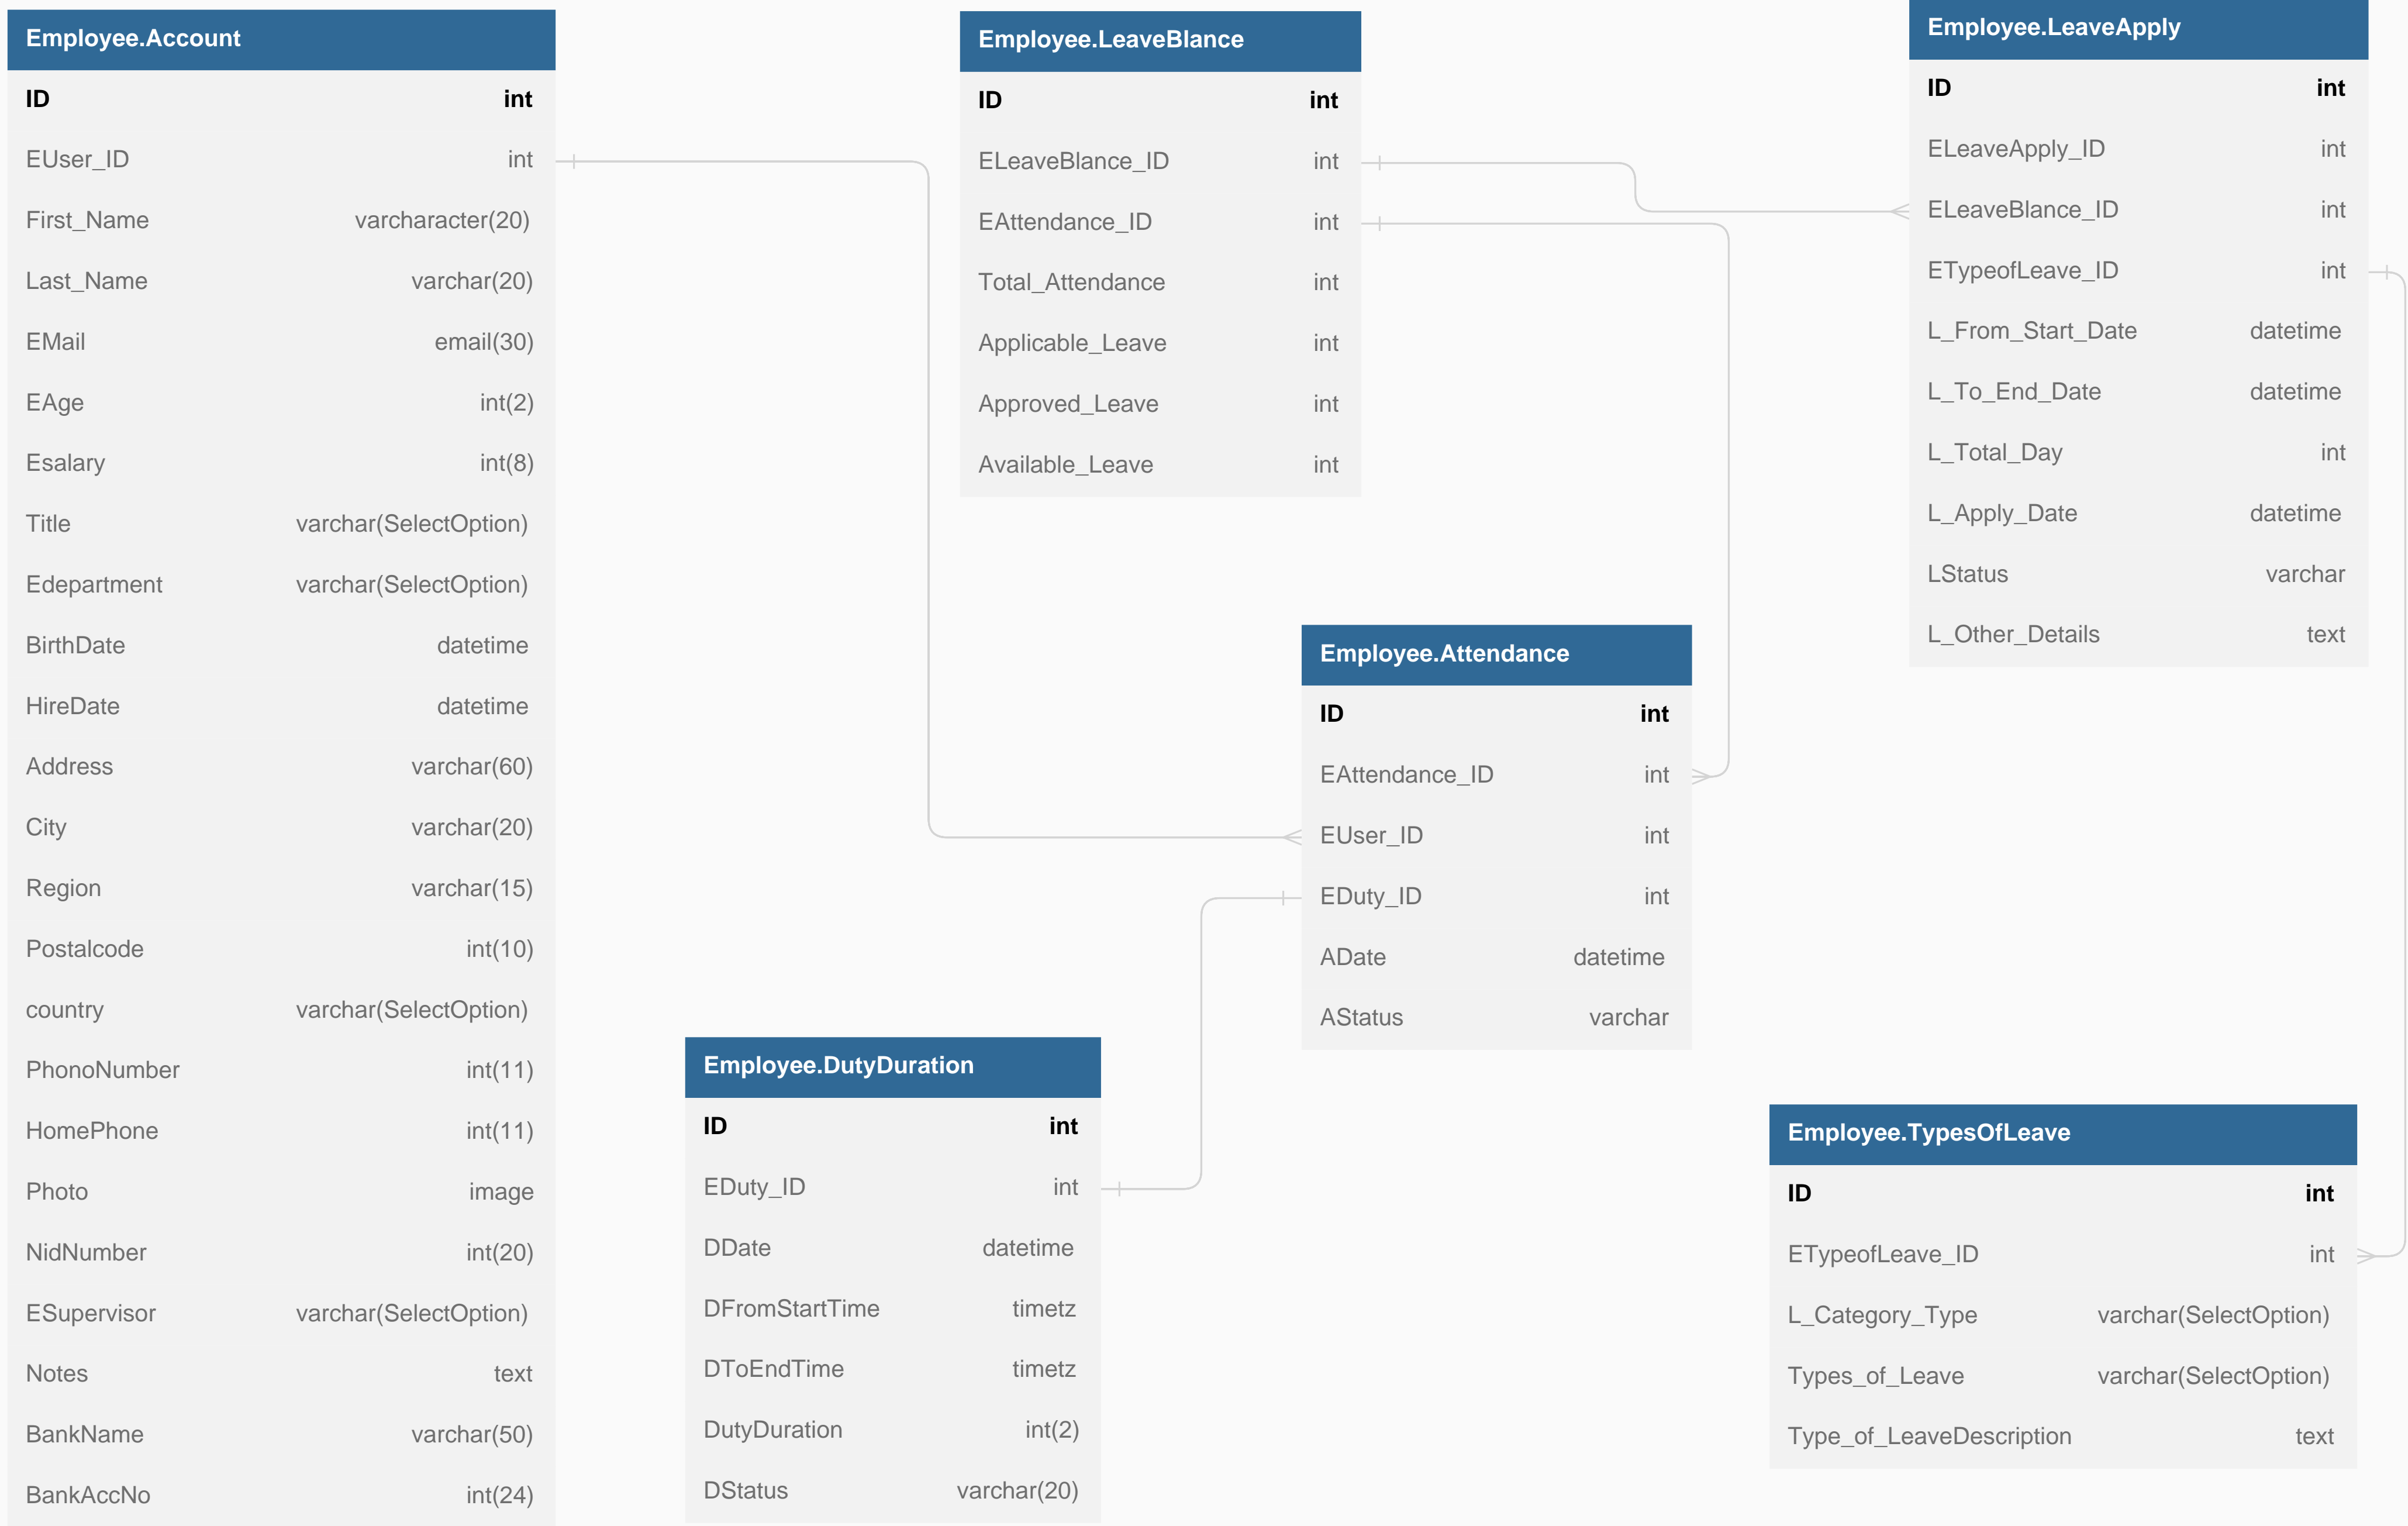 Employee.Account
ID int
EUser_ID int
First_Name varcharacter(20)
Last_Name varchar(20)
EMail email(30)
EAge int(2)
Esalary int(8)
Title varchar(SelectOption)
Edepartment varchar(SelectOption)
BirthDate datetime
HireDate datetime
Address varchar(60)
City varchar(20)
Region varchar(15)
Postalcode int(10)
country varchar(SelectOption)
PhonoNumber int(11)
HomePhone int(11)
Photo image
NidNumber int(20)
ESupervisor varchar(SelectOption)
Notes text
BankName varchar(50)
BankAccNo int(24)
Employee.LeaveBlance
ID int
ELeaveBlance_ID int
EAttendance_ID int
Total_Attendance int
Applicable_Leave int
Approved_Leave int
Available_Leave int
Employee.LeaveApply
ID int
ELeaveApply_ID int
ELeaveBlance_ID int
ETypeofLeave_ID int
L_From_Start_Date datetime
L_To_End_Date datetime
L_Total_Day int
L_Apply_Date datetime
LStatus varchar
L_Other_Details text
Employee.Attendance
ID int
EAttendance_ID int
EUser_ID int
EDuty_ID int
ADate datetime
AStatus varchar
Employee.DutyDuration
ID int
EDuty_ID int
DDate datetime
DFromStartTime timetz
DToEndTime timetz
DutyDuration int(2)
DStatus varchar(20)
Employee.TypesOfLeave
ID int
ETypeofLeave_ID int
L_Category_Type varchar(SelectOption)
Types_of_Leave varchar(SelectOption)
Type_of_LeaveDescription text